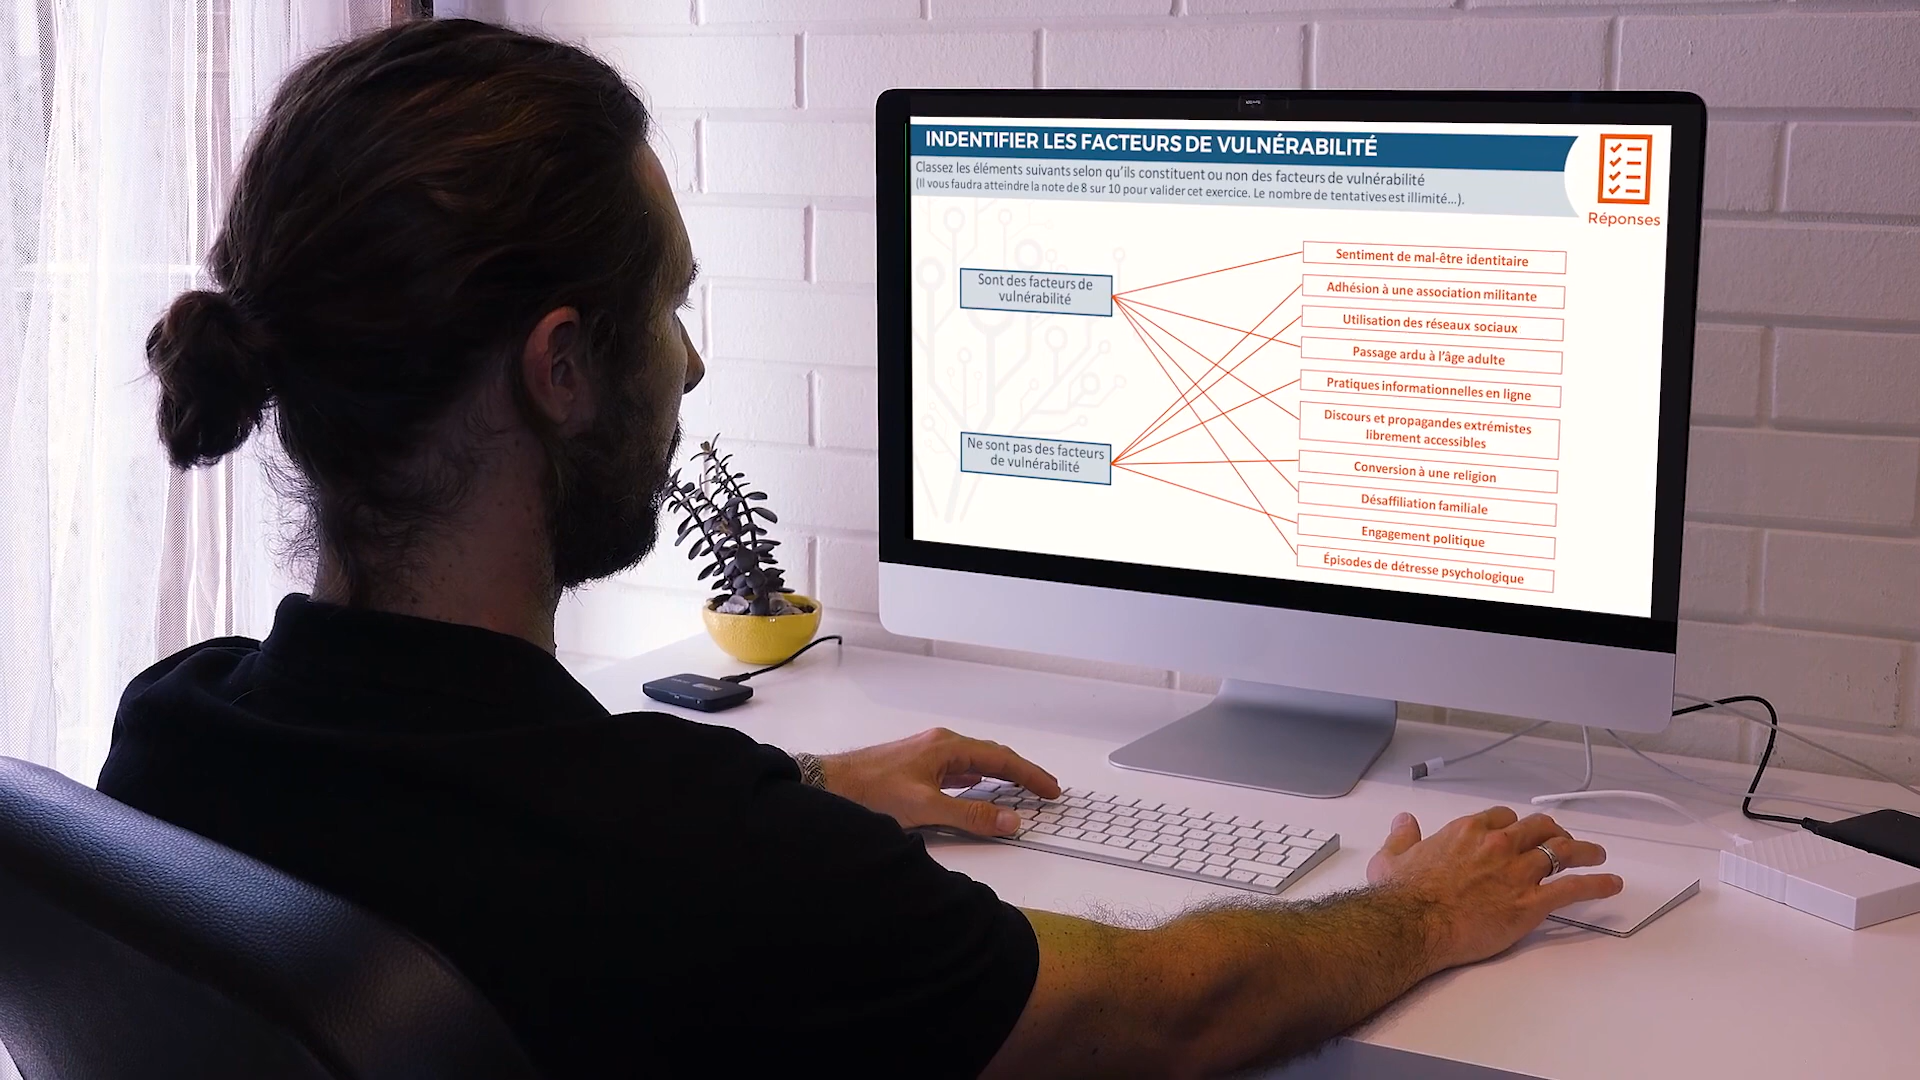 INDENTIFIER LES FACTEURS DE VULNÉRABILITÉ
Classez les éléments suivants selon qu'ils constituent ou non des facteurs de vulnérabilité
(Il vous faudra atteindre la note de 8 sur 10 pour valider cet exercice. Le nombre de tentatives est illimité...).
Réponses
Sont des facteurs de
vulnérabilité
Ne sont pas des facteurs
de vulnérabilité
Sentiment de mal-être identitaire
Adhésion à une association militante
Utilisation des réseaux sociaux
Passage ardu à l'âge adulte
Pratiques informationnelles en ligne
Discours et propagandes extrémistes
librement accessibles
Conversion à une religion
Désaffiliation familiale
Engagement politique
Épisodes de détresse psychologique